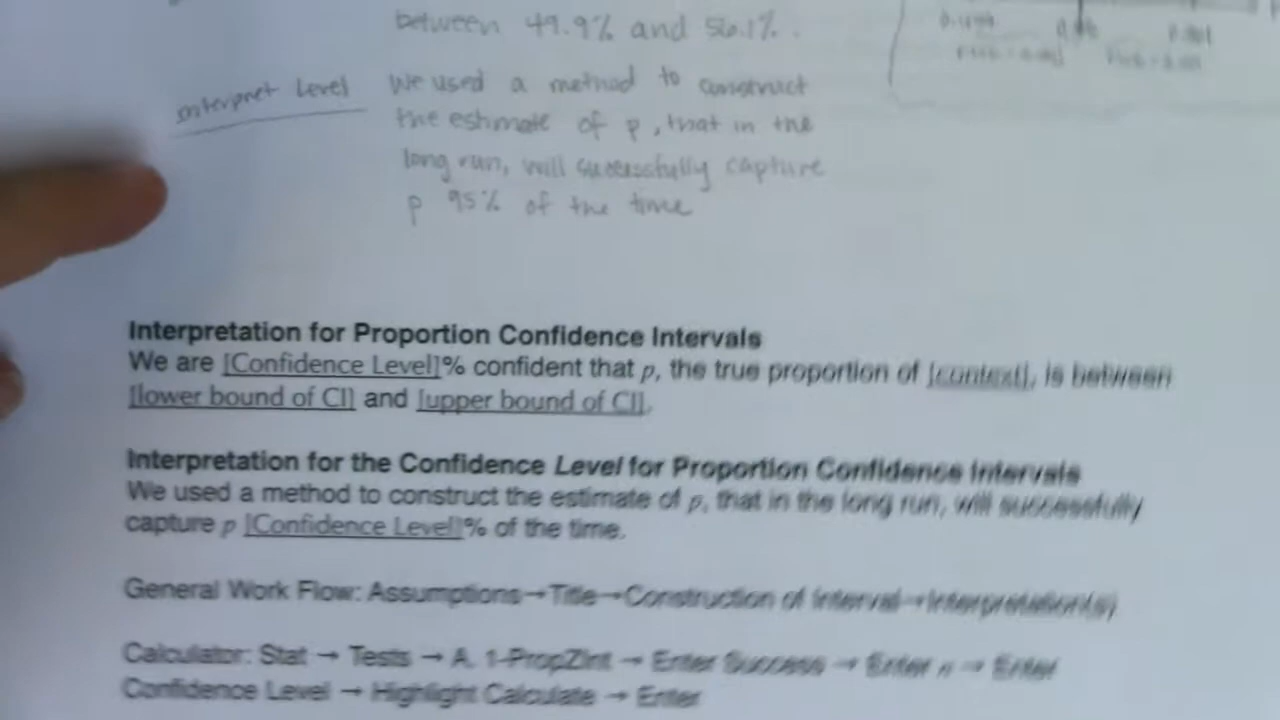 between 49.9% and 56.1%.
Interpret Level
We used a method to construct
the estimate of p, that in the
long run, will successfully capture
p 95% of the time
Interpretation for Proportion Confidence Intervals
We are [Confidence Level]% confident that p, the true proportion of [context], is between
[lower bound of CI] and [upper bound of CI].
Interpretation for the Confidence Level for Proportion Confidence Intervals
We used a method to construct the estimate of p, that in the long run, will successfully
capture p [Confidence Level]% of the time.
General Work Flow: Assumptions→Title→Construction of Interval→Interpretation(s)
Calculator: Stat → Tests → A. 1-PropZInt → Enter Success → Enter n → Enter
Confidence Level → Highlight Calculate → Enter